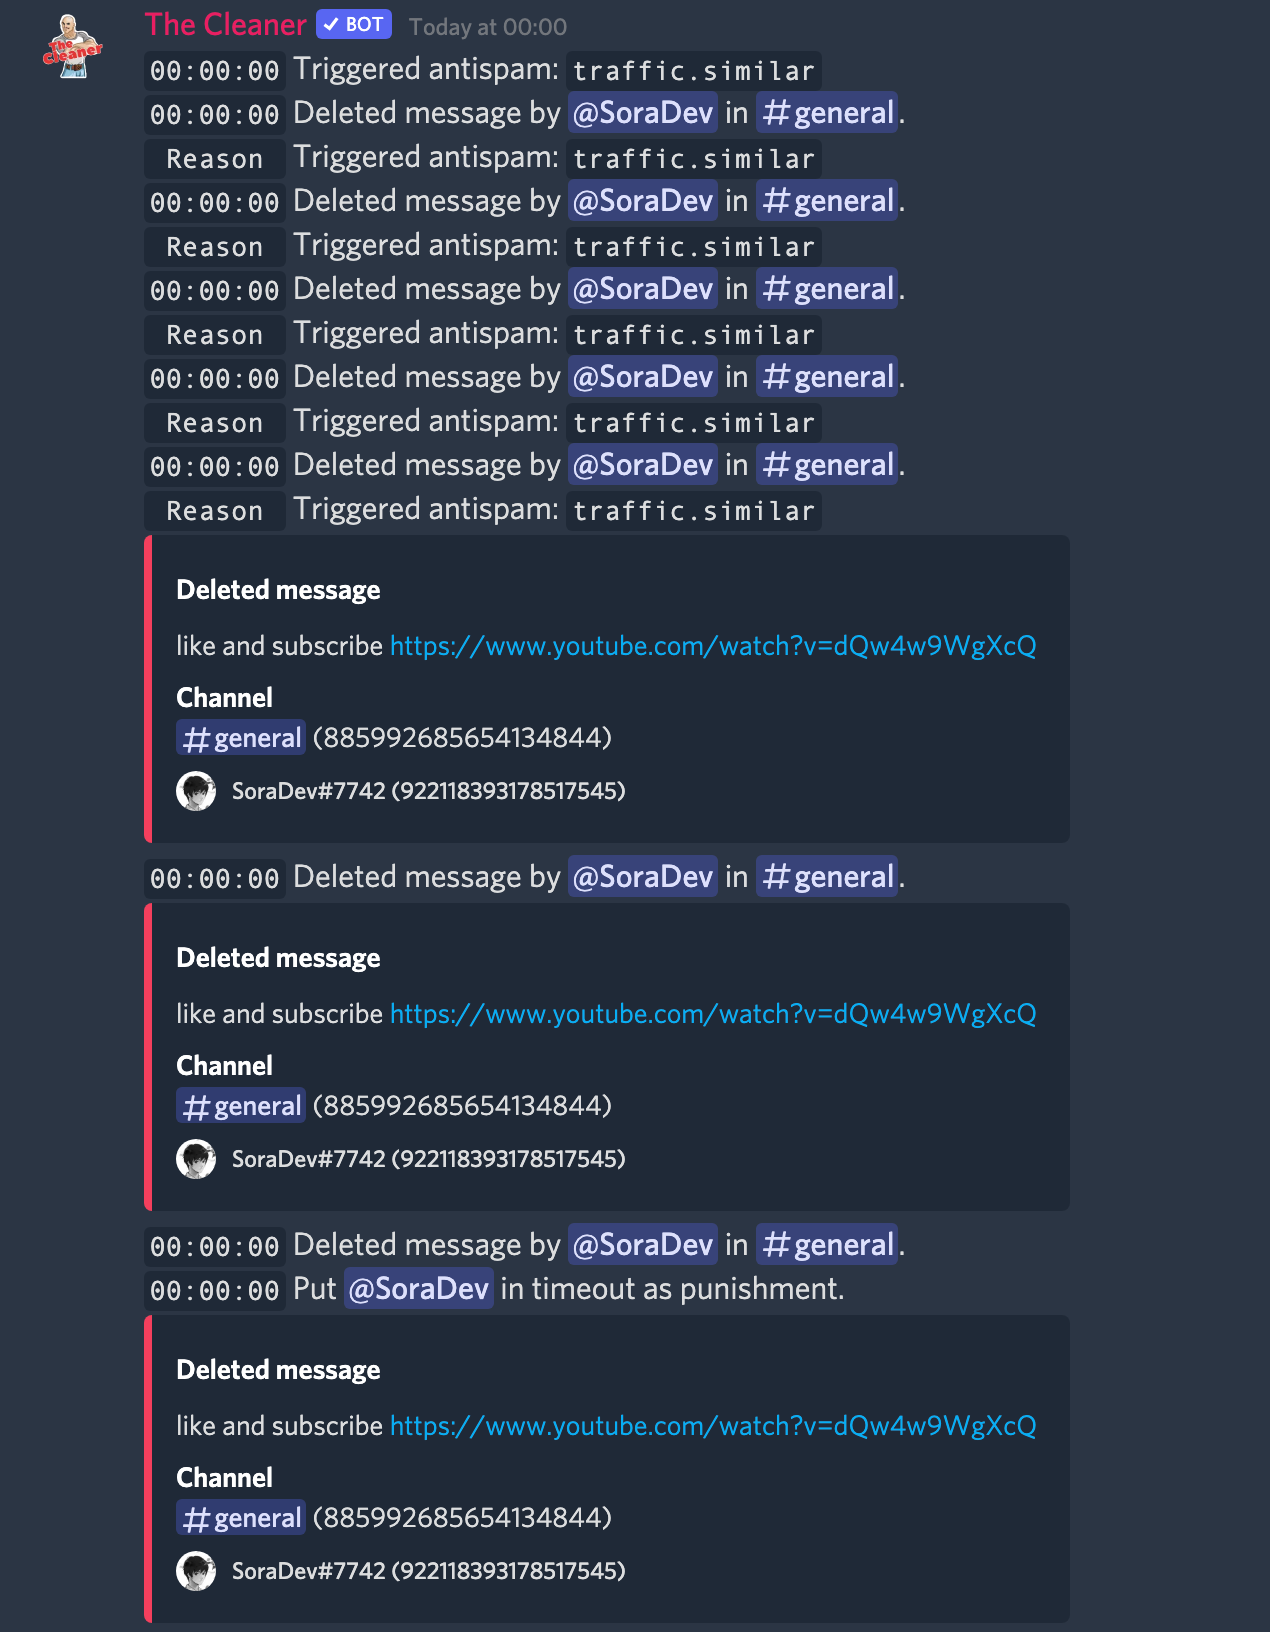 The Cleaner
The Cleaner BOT Today at 00:00
00:00:00 Triggered antispam: traffic.similar
00:00:00 Deleted message by @SoraDev in #general.
Reason Triggered antispam: traffic.similar
00:00:00 Deleted message by @SoraDev in #general.
Reason Triggered antispam: traffic.similar
00:00:00 Deleted message by @SoraDev in #general.
Reason Triggered antispam: traffic.similar
00:00:00 Deleted message by @SoraDev in #general.
Reason Triggered antispam: traffic.similar
00:00:00 Deleted message by @SoraDev in #general.
Reason Triggered antispam: traffic.similar
Deleted message
like and subscribe https://www.youtube.com/watch?v=dQw4w9WgXcQ
Channel
#general (885992685654134844)
SoraDev#7742 (922118393178517545)
00:00:00 Deleted message by @SoraDev in #general.
Deleted message
like and subscribe https://www.youtube.com/watch?v=dQw4w9WgXcQ
Channel
#general (885992685654134844)
SoraDev#7742 (922118393178517545)
00:00:00 Deleted message by @SoraDev in #general.
00:00:00 Put @SoraDev in timeout as punishment.
Deleted message
like and subscribe https://www.youtube.com/watch?v=dQw4w9WgXcQ
Channel
#general (885992685654134844)
SoraDev#7742 (922118393178517545)